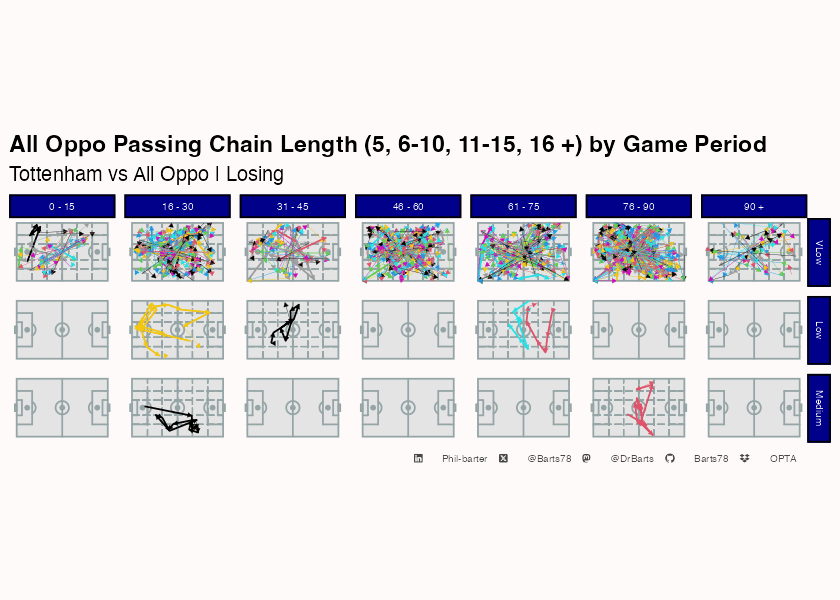 All Oppo Passing Chain Length (5, 6-10, 11-15, 16 +) by Game Period
Tottenham vs All Oppo | Losing
0 - 15 16 - 30 31 - 45 46 - 60 61 - 75 76 - 90 90 +
VLow
Low
Medium
Phil-barter @Barts78 @DrBarts Barts78 OPTA